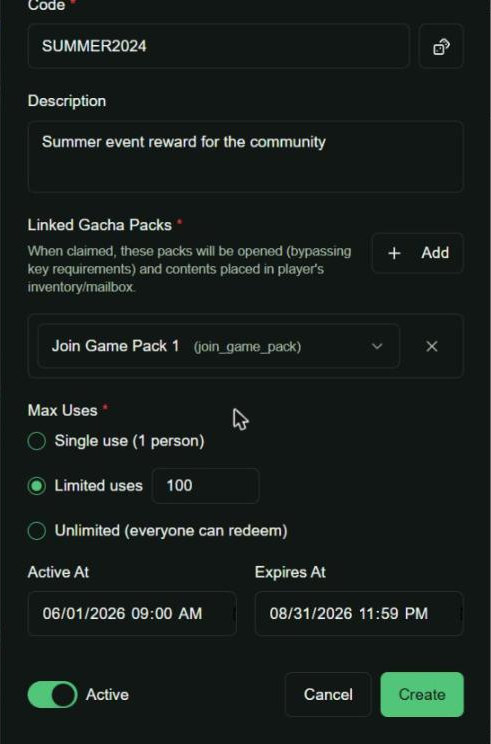 Code *
SUMMER2024
Description
Summer event reward for the community
Linked Gacha Packs *
When claimed, these packs will be opened (bypassing
key requirements) and contents placed in player's
inventory/mailbox.
+ Add
Join Game Pack 1 (join_game_pack)
Max Uses *
Single use (1 person)
Limited uses 100
Unlimited (everyone can redeem)
Active At Expires At
06/01/2026 09:00 AM 08/31/2026 11:59 PM
Active Cancel Create